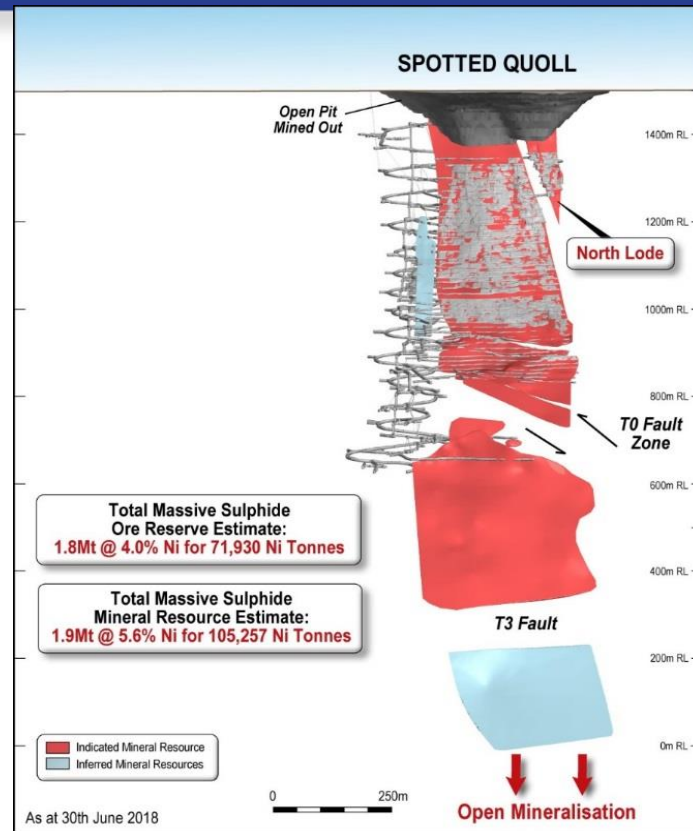 SPOTTED QUOLL
Open Pit
Mined Out
1400m RL
1200m RL
North Lode
1000m RL
800m RL
T0 Fault
Zone
600m RL
Total Massive Sulphide
Ore Reserve Estimate:
1.8Mt @ 4.0% Ni for 71,930 Ni Tonnes
400m RL
Total Massive Sulphide
Mineral Resource Estimate:
1.9Mt @ 5.6% Ni for 105,257 Ni Tonnes
T3 Fault
200m RL
Indicated Mineral Resource
Inferred Mineral Resources
0m RL
0 250m
As at 30th June 2018
Open Mineralisation